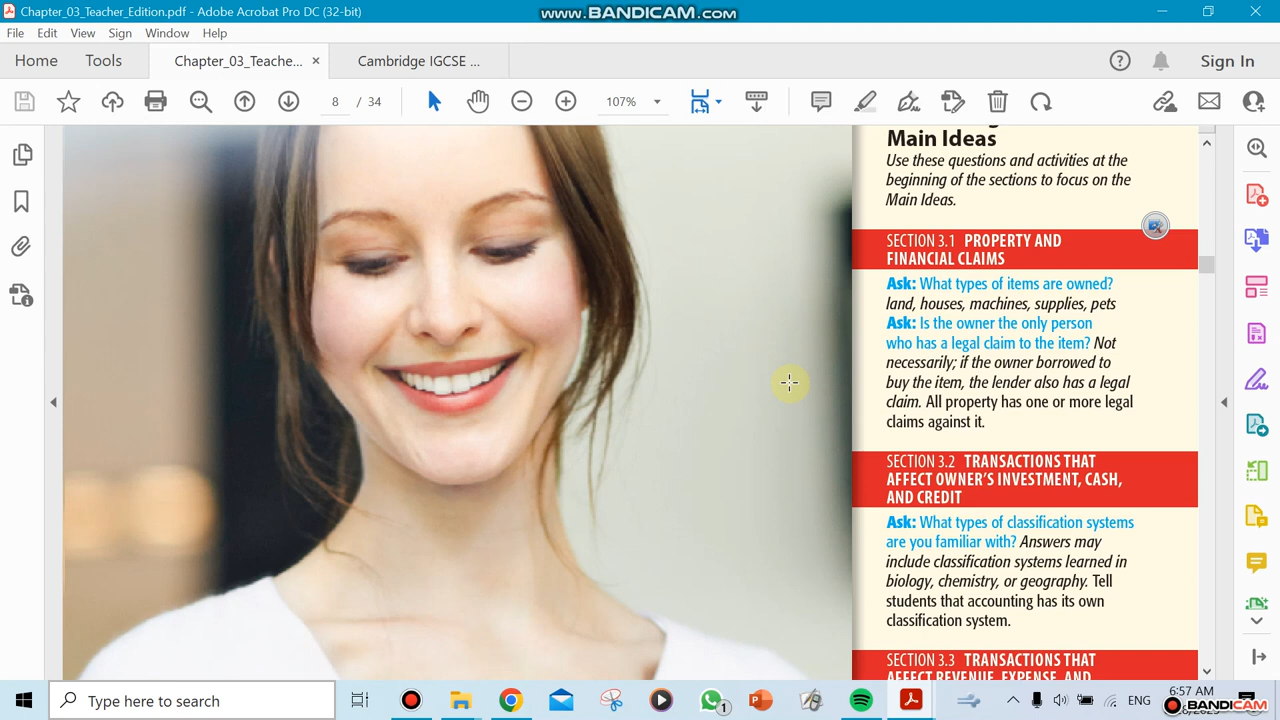 Chapter_03_Teacher_Edition.pdf - Adobe Acrobat Pro DC (32-bit)
www.BANDICAM.com
File Edit View Sign Window Help
Home Tools Chapter_03_Teache... × Cambridge IGCSE ... Sign In
8 / 34 107%
Main Ideas
Use these questions and activities at the
beginning of the sections to focus on the
Main Ideas.
SECTION 3.1 PROPERTY AND
FINANCIAL CLAIMS
Ask: What types of items are owned?
land, houses, machines, supplies, pets
Ask: Is the owner the only person
who has a legal claim to the item? Not
necessarily; if the owner borrowed to
buy the item, the lender also has a legal
claim. All property has one or more legal
claims against it.
SECTION 3.2 TRANSACTIONS THAT
AFFECT OWNER'S INVESTMENT, CASH,
AND CREDIT
Ask: What types of classification systems
are you familiar with? Answers may
include classification systems learned in
biology, chemistry, or geography. Tell
students that accounting has its own
classification system.
SECTION 3.3 TRANSACTIONS THAT
AFFECT REVENUE, EXPENSE, AND
Type here to search
1
ENG
6:57 AM
BANDICAM